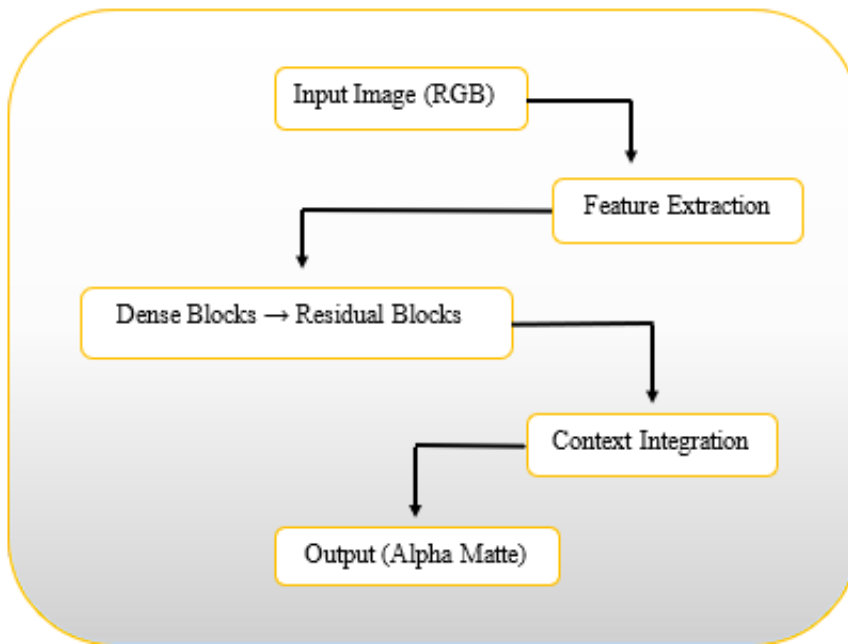 Input Image (RGB)
Feature Extraction
Dense Blocks → Residual Blocks
Context Integration
Output (Alpha Matte)